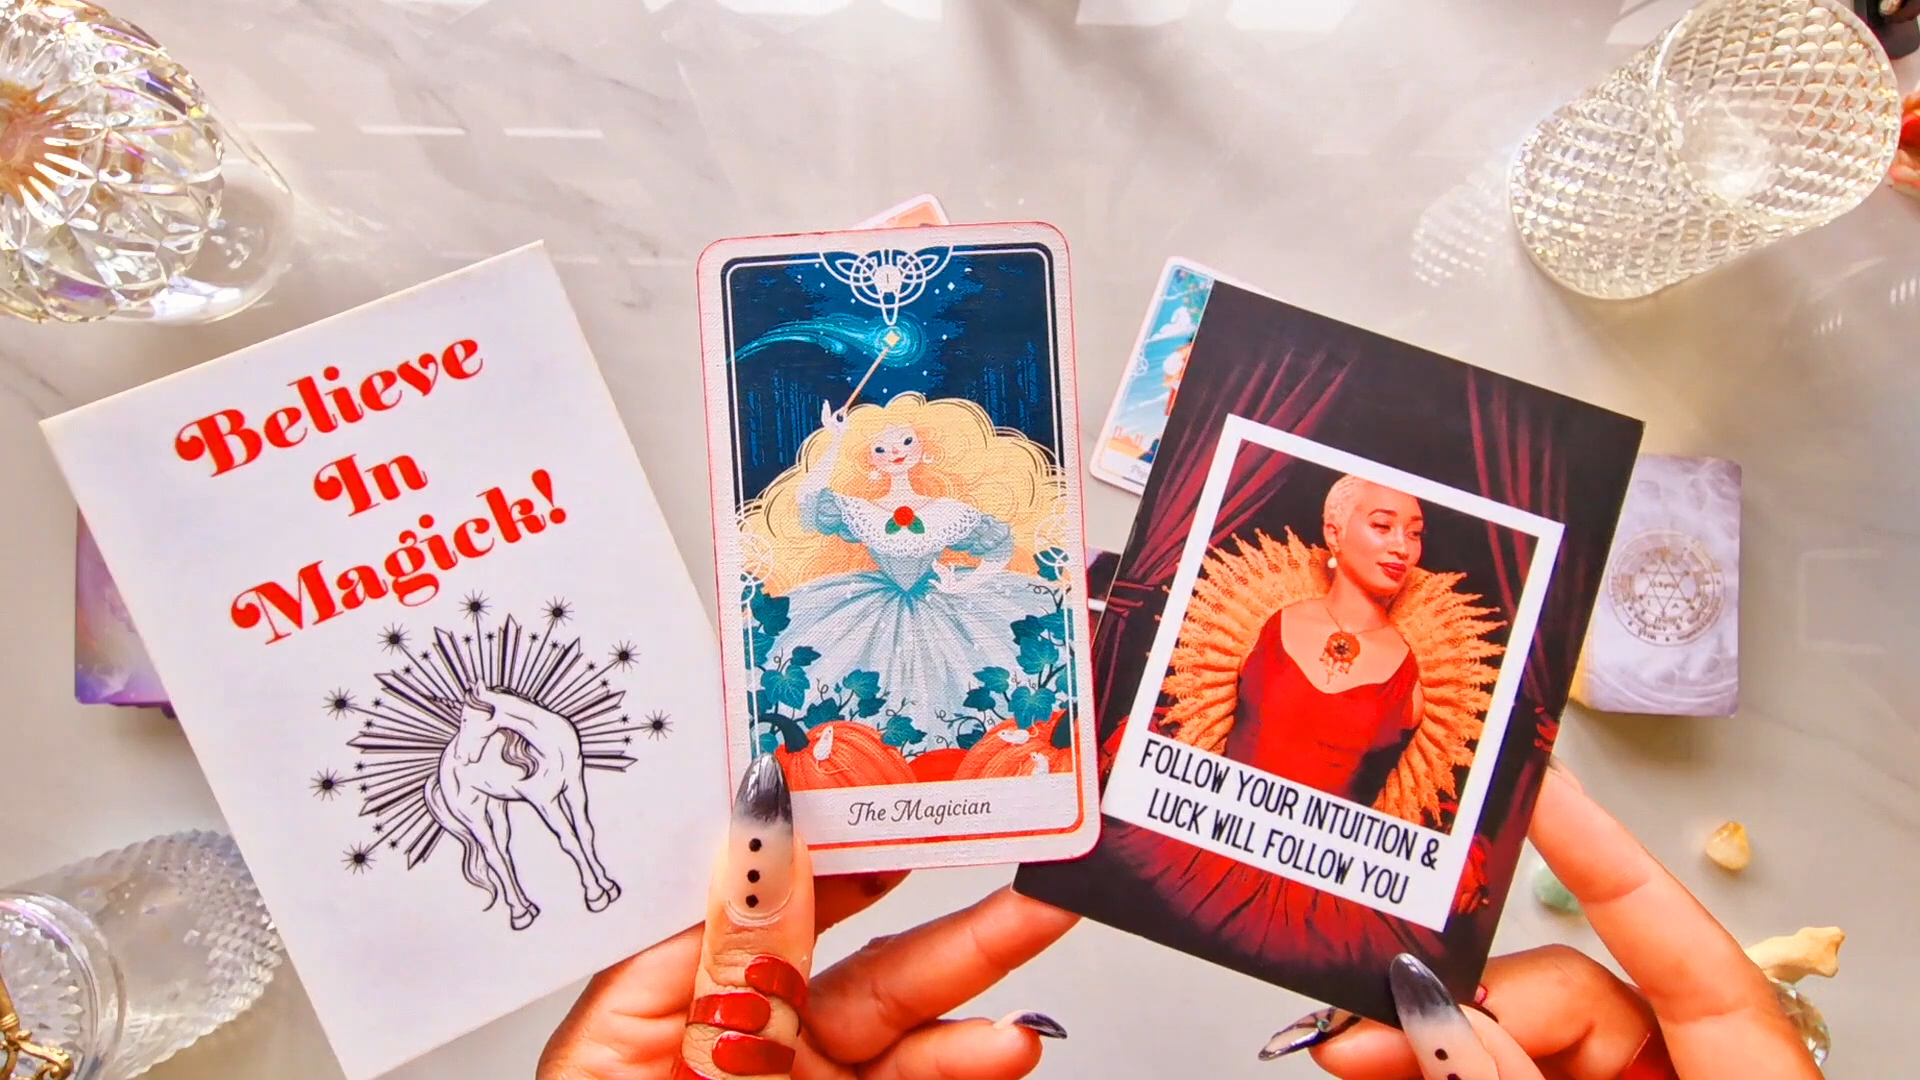 Believe
In
Magick!
I
The Magician
FOLLOW YOUR INTUITION &
LUCK WILL FOLLOW YOU